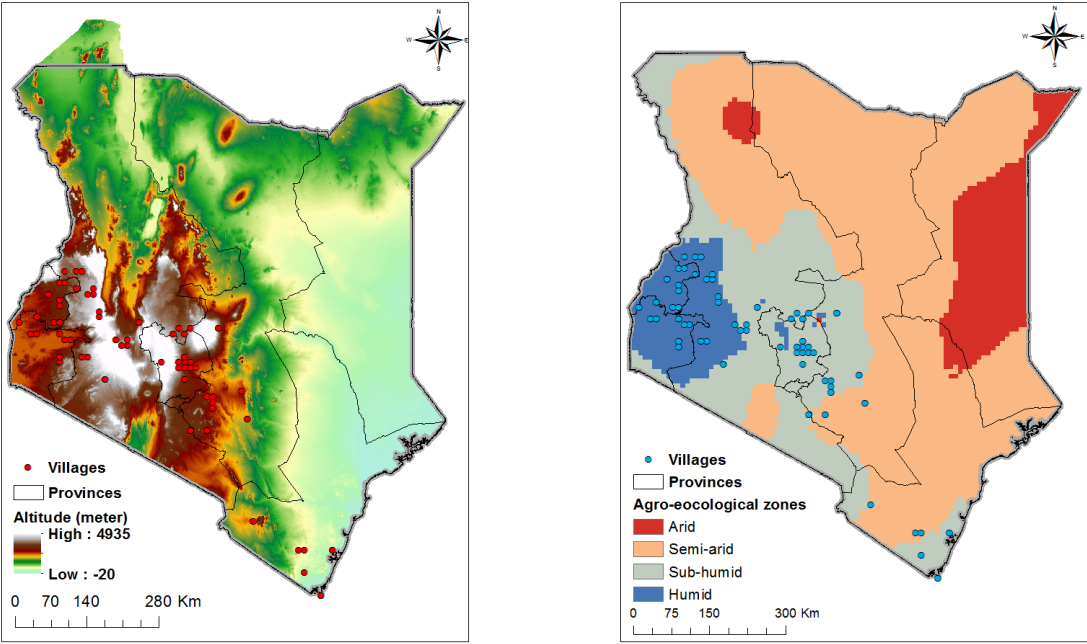 N
W E
S
Villages
Provinces
Altitude (meter)
High : 4935
Low : -20
0 70 140 280 Km
N
W E
S
Villages
Provinces
Agro-eocological zones
Arid
Semi-arid
Sub-humid
Humid
0 75 150 300 Km